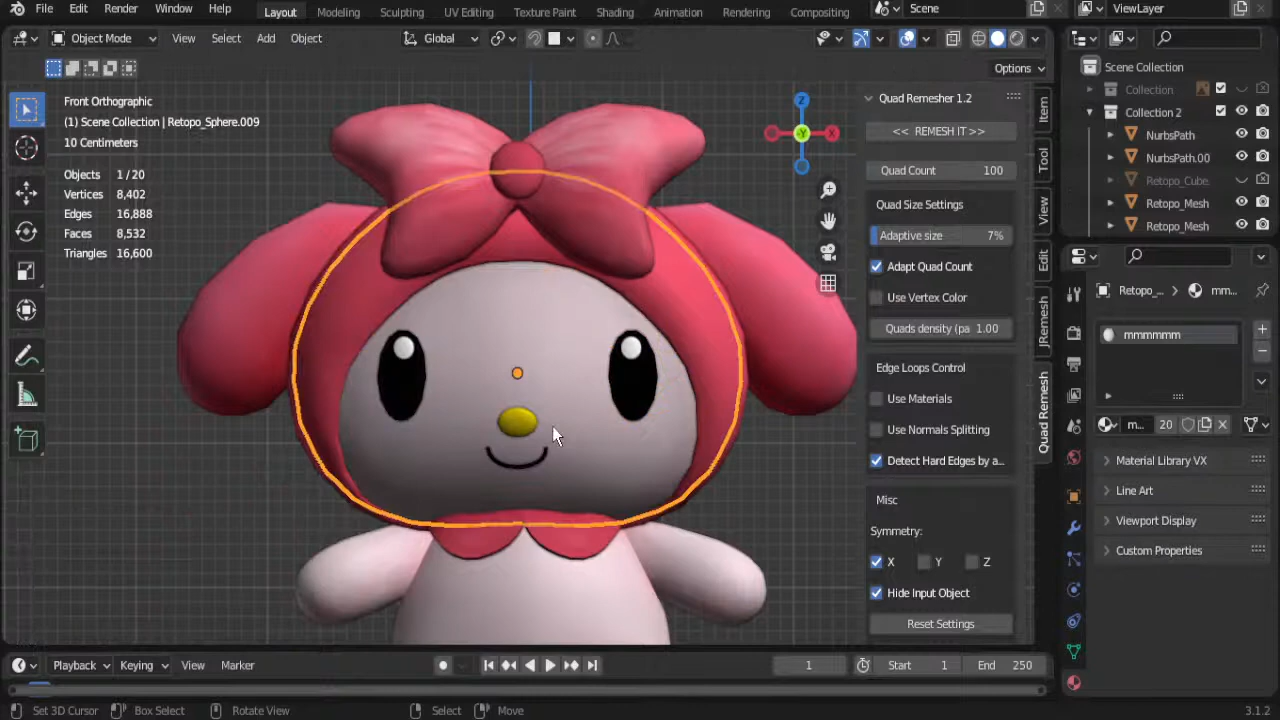 File Edit Render Window Help Layout Modeling Sculpting UV Editing Texture Paint Shading Animation Rendering Compositing Scene ViewLayer
Object Mode View Select Add Object Global
Options
Front Orthographic
(1) Scene Collection | Retopo_Sphere.009
10 Centimeters
Objects 1 / 20
Vertices 8,402
Edges 16,888
Faces 8,532
Triangles 16,600
Z
-Y
X
Quad Remesher 1.2
<< REMESH IT >>
Quad Count 100
Quad Size Settings
Adaptive size 7%
Adapt Quad Count
Use Vertex Color
Quads density (pa 1.00
Edge Loops Control
Use Materials
Use Normals Splitting
Detect Hard Edges by a...
Misc
Symmetry:
X Y Z
Hide Input Object
Reset Settings
Item
Tool
View
Edit
JRemesh
Quad Remesh
Scene Collection
Collection
Collection 2
NurbsPath
NurbsPath.00
Retopo_Cube.
Retopo_Mesh
Retopo_Mesh
Retopo_... mm...
mmmmmm
m... 20
Material Library VX
Line Art
Viewport Display
Custom Properties
Playback Keying View Marker 1 Start 1 End 250
Set 3D Cursor Box Select Rotate View Select Move 3.1.2